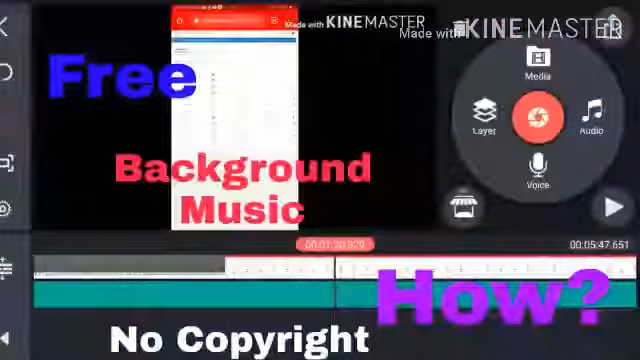 Made with KINEMASTER
Made with KINEMASTER
Free
Media
Layer
Audio
Voice
Background
Music
00:05:47.651
How?
No Copyright